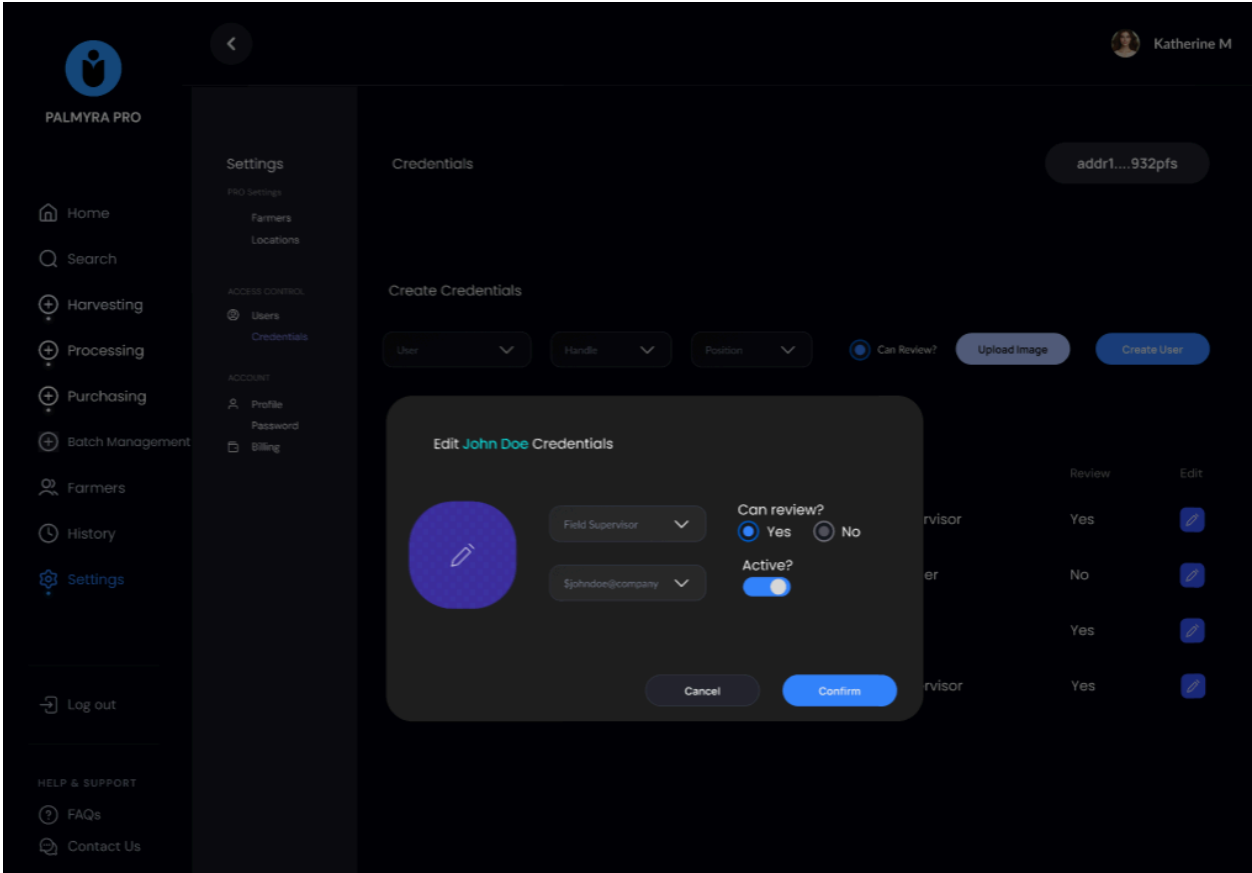 Katherine M
PALMYRA PRO
Home
Search
Harvesting
Processing
Purchasing
Batch Management
Farmers
History
Settings
Log out
HELP & SUPPORT
FAQs
Contact Us
Settings
PRO Settings
Farmers
Locations
ACCESS CONTROL
Users
Credentials
ACCOUNT
Profile
Password
Billing
Credentials
addr1....932pfs
Create Credentials
User
Handle
Position
Can Review?
Upload Image
Create User
Edit John Doe Credentials
Field Supervisor
$johndoe@company
Can review?
Yes No
Active?
Cancel
Confirm
Review Edit
rvisor Yes
er No
Yes
rvisor Yes